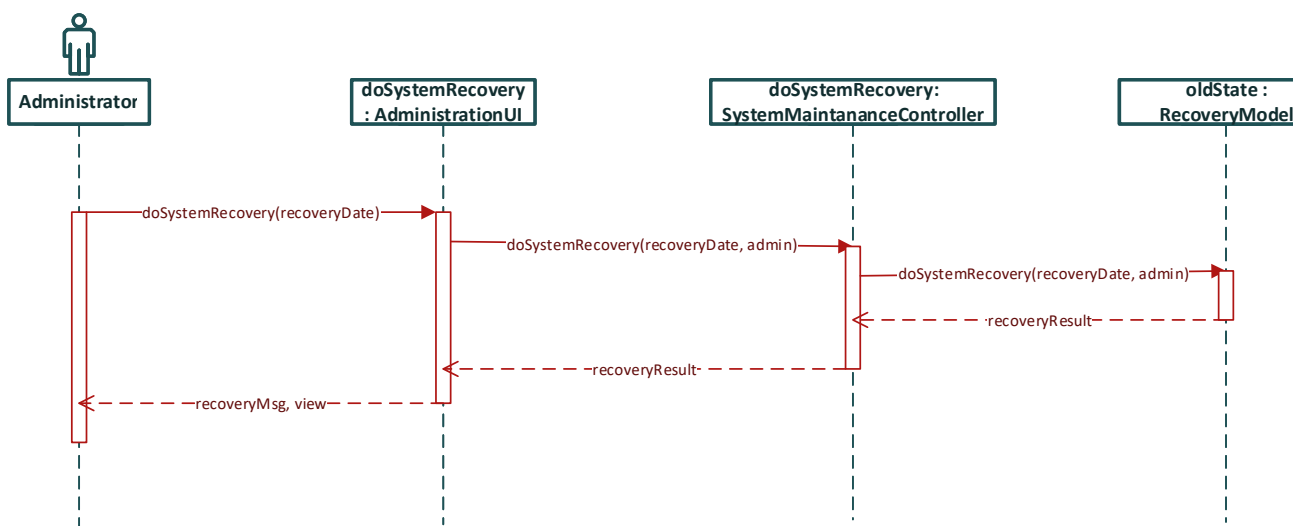 Administrator
doSystemRecovery
: AdministrationUI
doSystemRecovery:
SystemMaintananceController
oldState :
RecoveryModel
doSystemRecovery(recoveryDate)
doSystemRecovery(recoveryDate, admin)
doSystemRecovery(recoveryDate, admin)
recoveryResult
recoveryResult
recoveryMsg, view